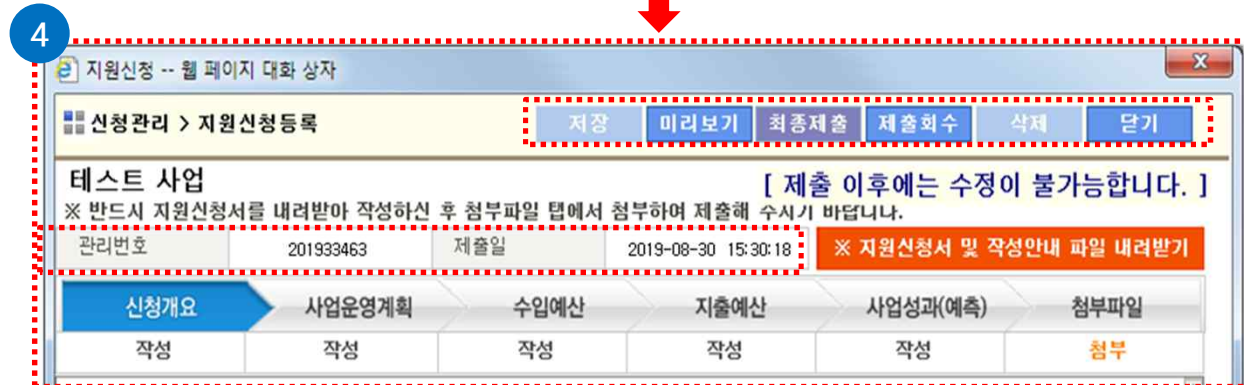 4
지원신청 -- 웹 페이지 대화 상자
x
신청관리 > 지원신청등록
저장 미리보기 최종제출 제출회수 삭제 닫기
테스트 사업
[ 제출 이후에는 수정이 불가능합니다. ]
※ 반드시 지원신청서를 내려받아 작성하신 후 첨부파일 탭에서 첨부하여 제출해 주시기 바랍니다.
관리번호 201933463 제출일 2019-08-30 15:30:18 ※ 지원신청서 및 작성안내 파일 내려받기
신청개요 사업운영계획 수입예산 지출예산 사업성과(예측) 첨부파일
작성 작성 작성 작성 작성 첨부